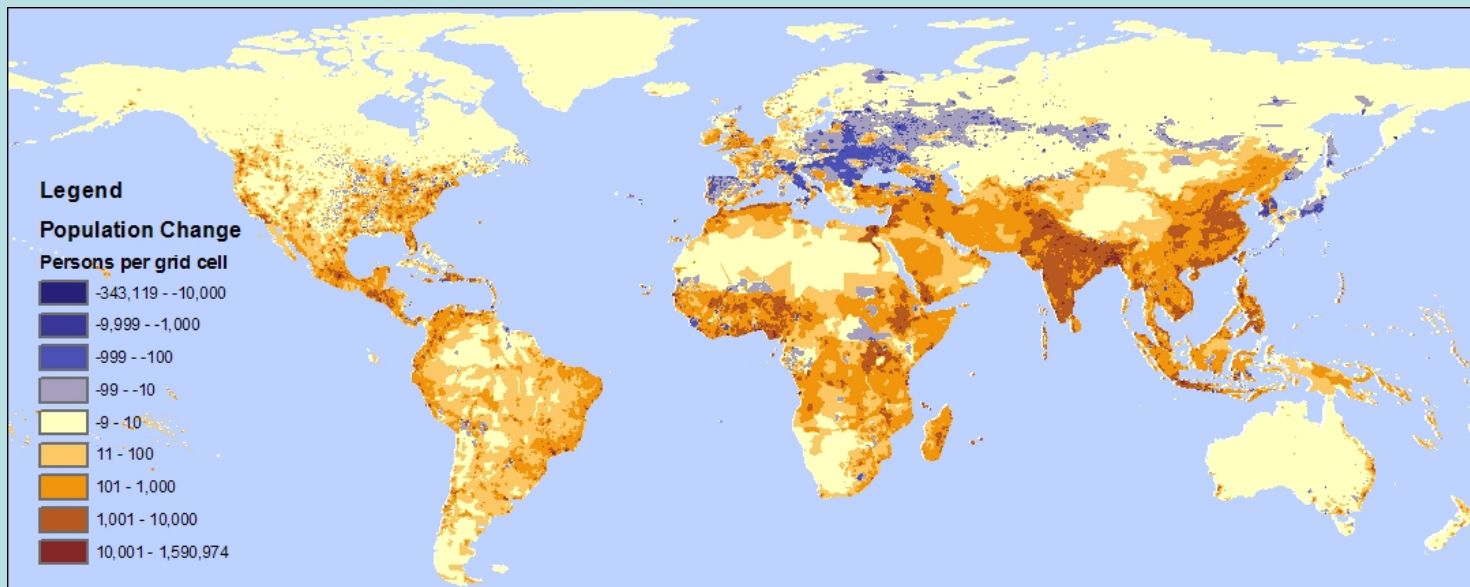 Legend
Population Change
Persons per grid cell
-343,119 - -10,000
-9,999 - -1,000
-999 - -100
-99 - -10
-9 - 10
11 - 100
101 - 1,000
1,001 - 10,000
10,001 - 1,590,974